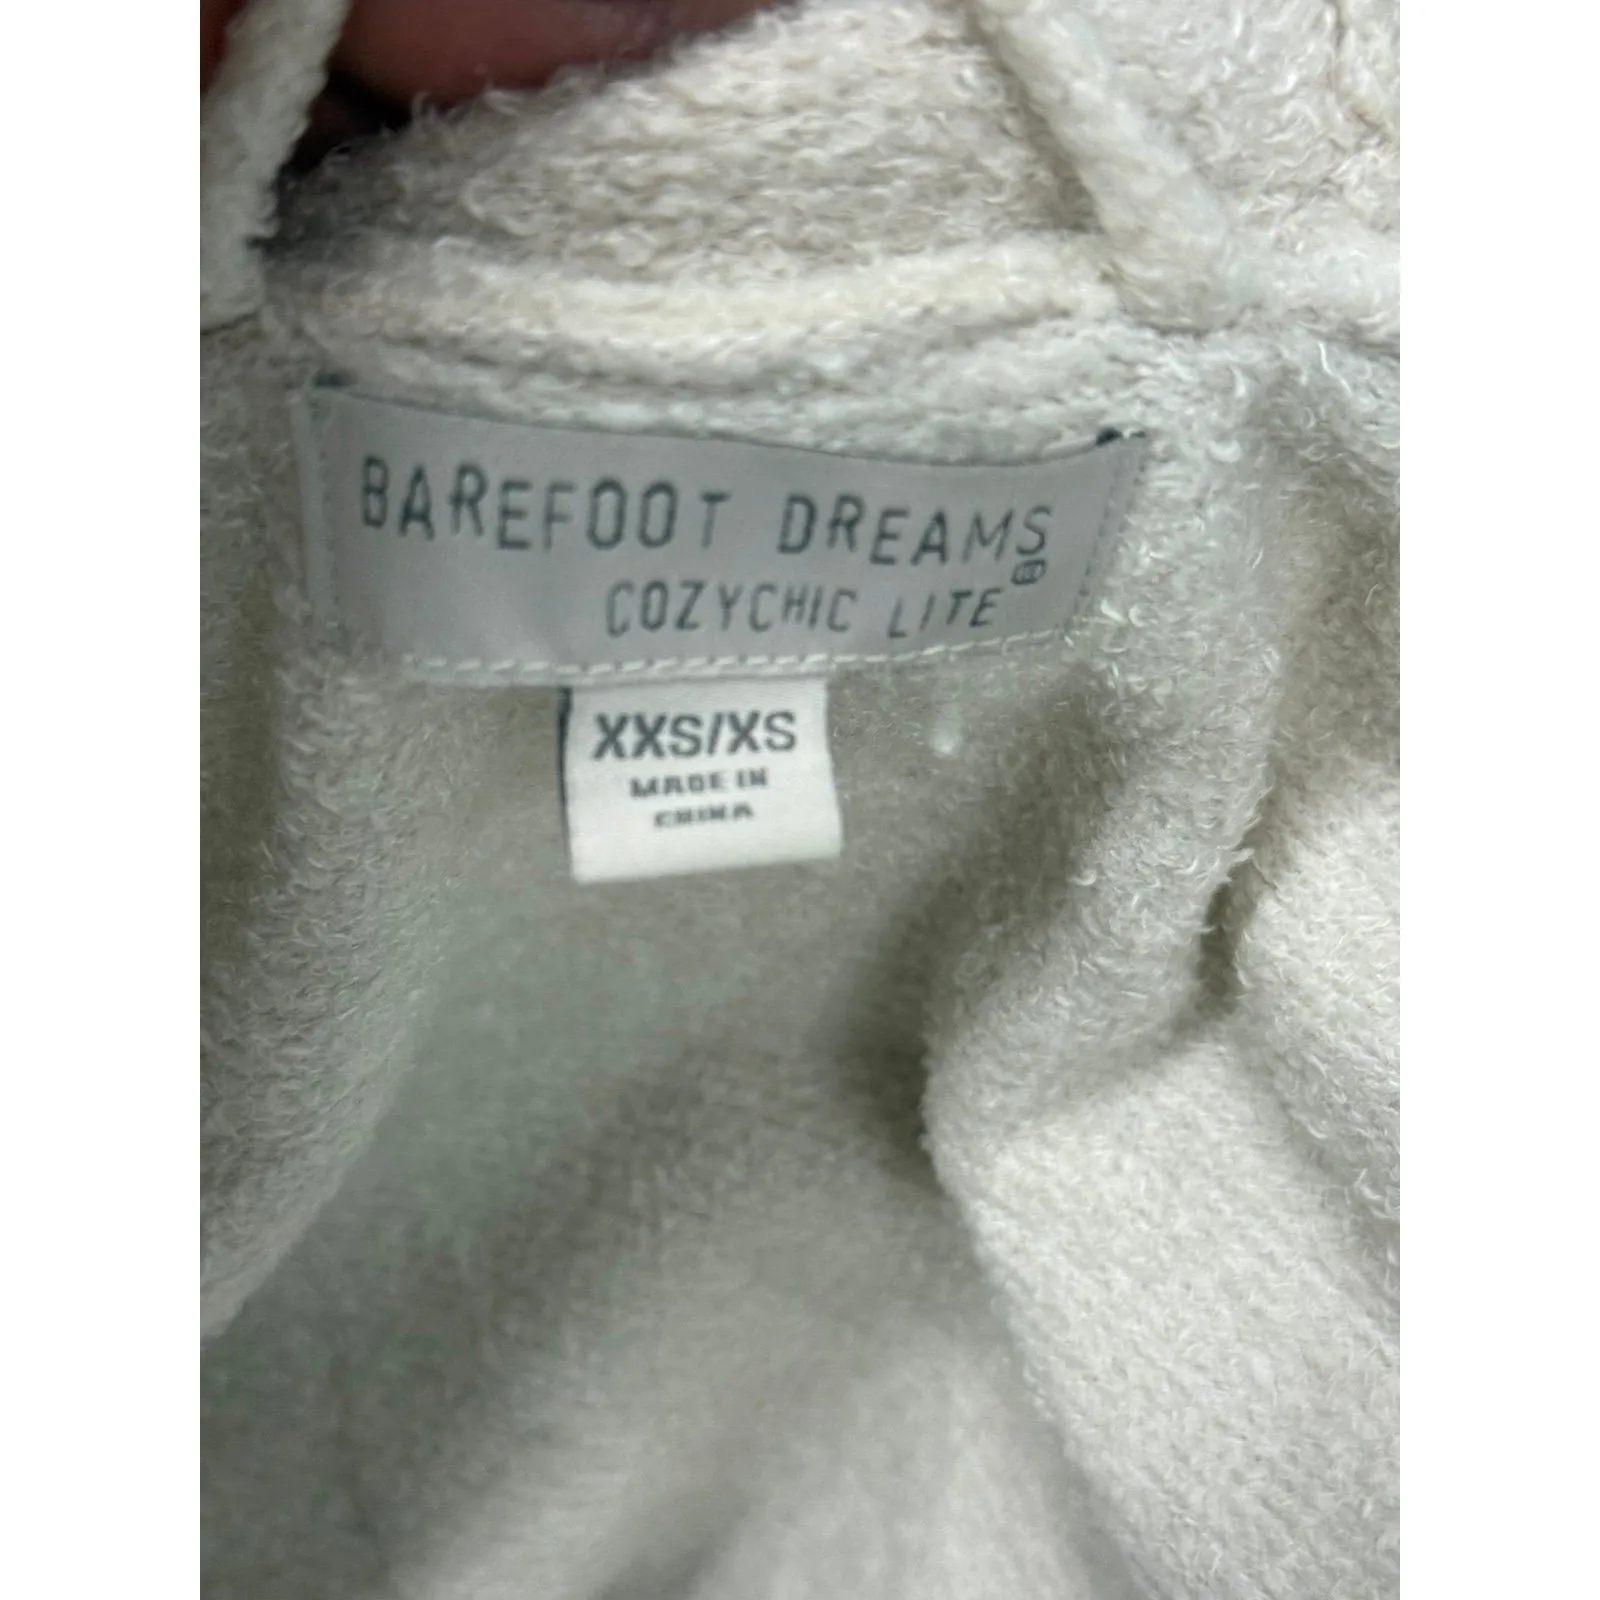 BAREFOOT DREAMS®
COZYCHIC LITE
XXS/XS
MADE IN
CHINA